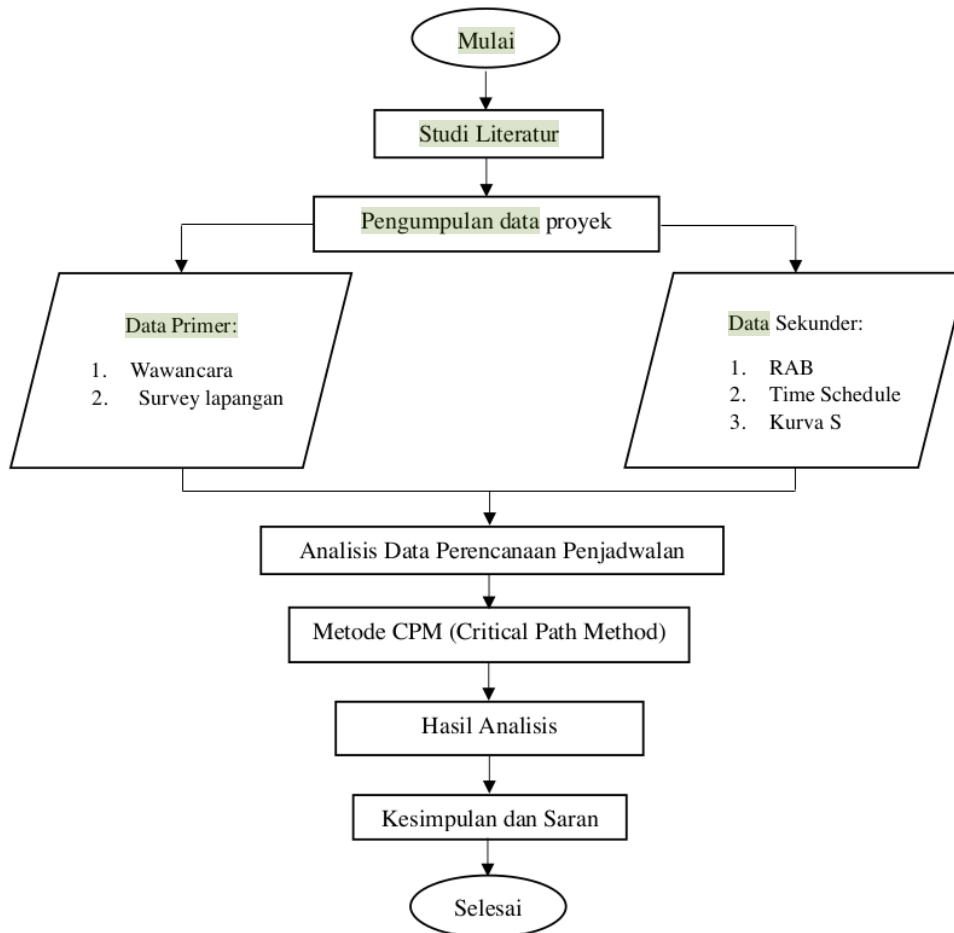 Mulai
Studi Literatur
Pengumpulan data proyek
Data Primer:
1. Wawancara
2. Survey lapangan
Data Sekunder:
1. RAB
2. Time Schedule
3. Kurva S
Analisis Data Perencanaan Penjadwalan
Metode CPM (Critical Path Method)
Hasil Analisis
Kesimpulan dan Saran
Selesai